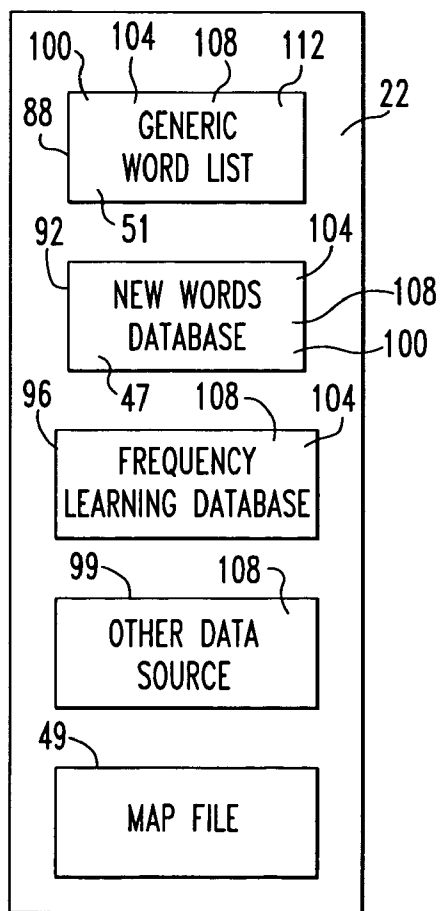 100 104 108 112
22
88
GENERIC
WORD LIST
51
92
104
NEW WORDS
DATABASE
108
100
47
96
108
104
FREQUENCY
LEARNING DATABASE
99
108
OTHER DATA
SOURCE
49
MAP FILE